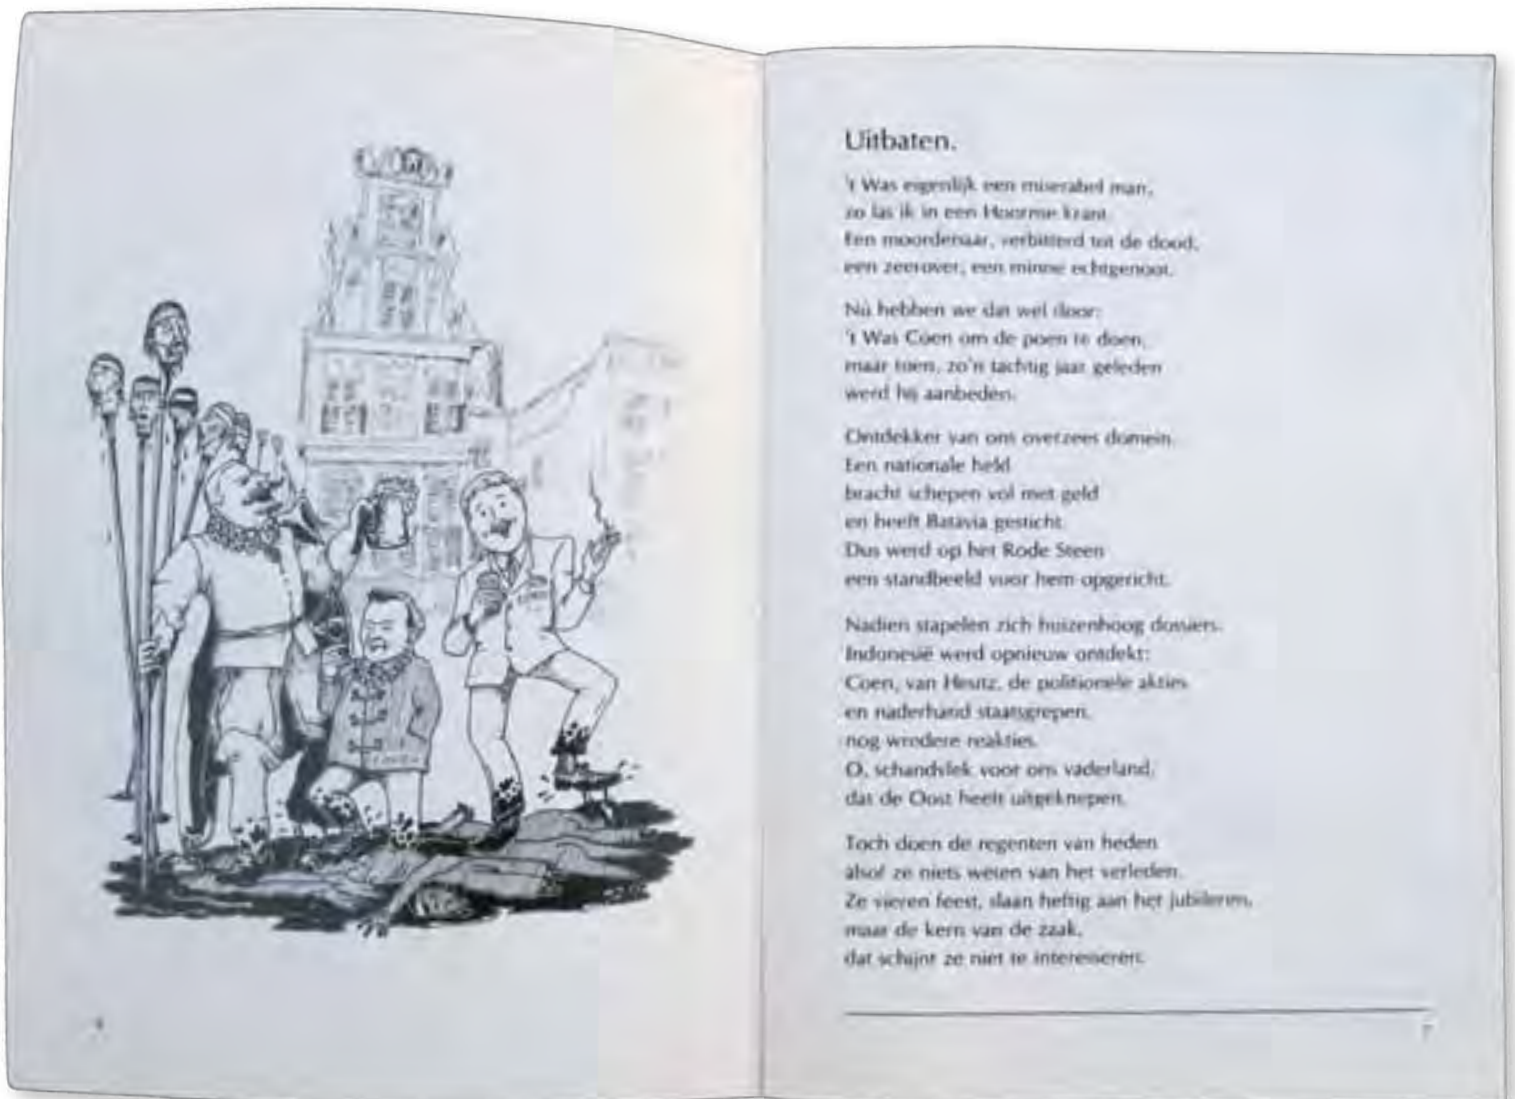 Uitbaten.
't Was eigenlijk een miserabel man,
zo las ik in een Hoornse krant.
Een moordenaar, verbitterd tot de dood,
een zeerover, een minne echtgenoot.
Nù hebben we dat wel door:
't Was Coen om de poen te doen,
maar toen, zo'n tachtig jaar geleden
werd hij aanbeden.
Ontdekker van ons overzees domein.
Een nationale held
bracht schepen vol met geld
en heeft Batavia gesticht.
Dus werd op het Rode Steen
een standbeeld voor hem opgericht.
Nadien stapelen zich huizenhoog dossiers.
Indonesië werd opnieuw ontdekt:
Coen, van Heutz, de politionele akties
en naderhand staatsgrepen,
nog wredere reakties.
O, schandvlek voor ons vaderland,
dat de Oost heeft uitgeknepen.
Toch doen de regenten van heden
alsof ze niets weten van het verleden.
Ze vieren feest, slaan heftig aan het jubileren,
maar de kern van de zaak,
dat schijnt ze niet te interesseren.